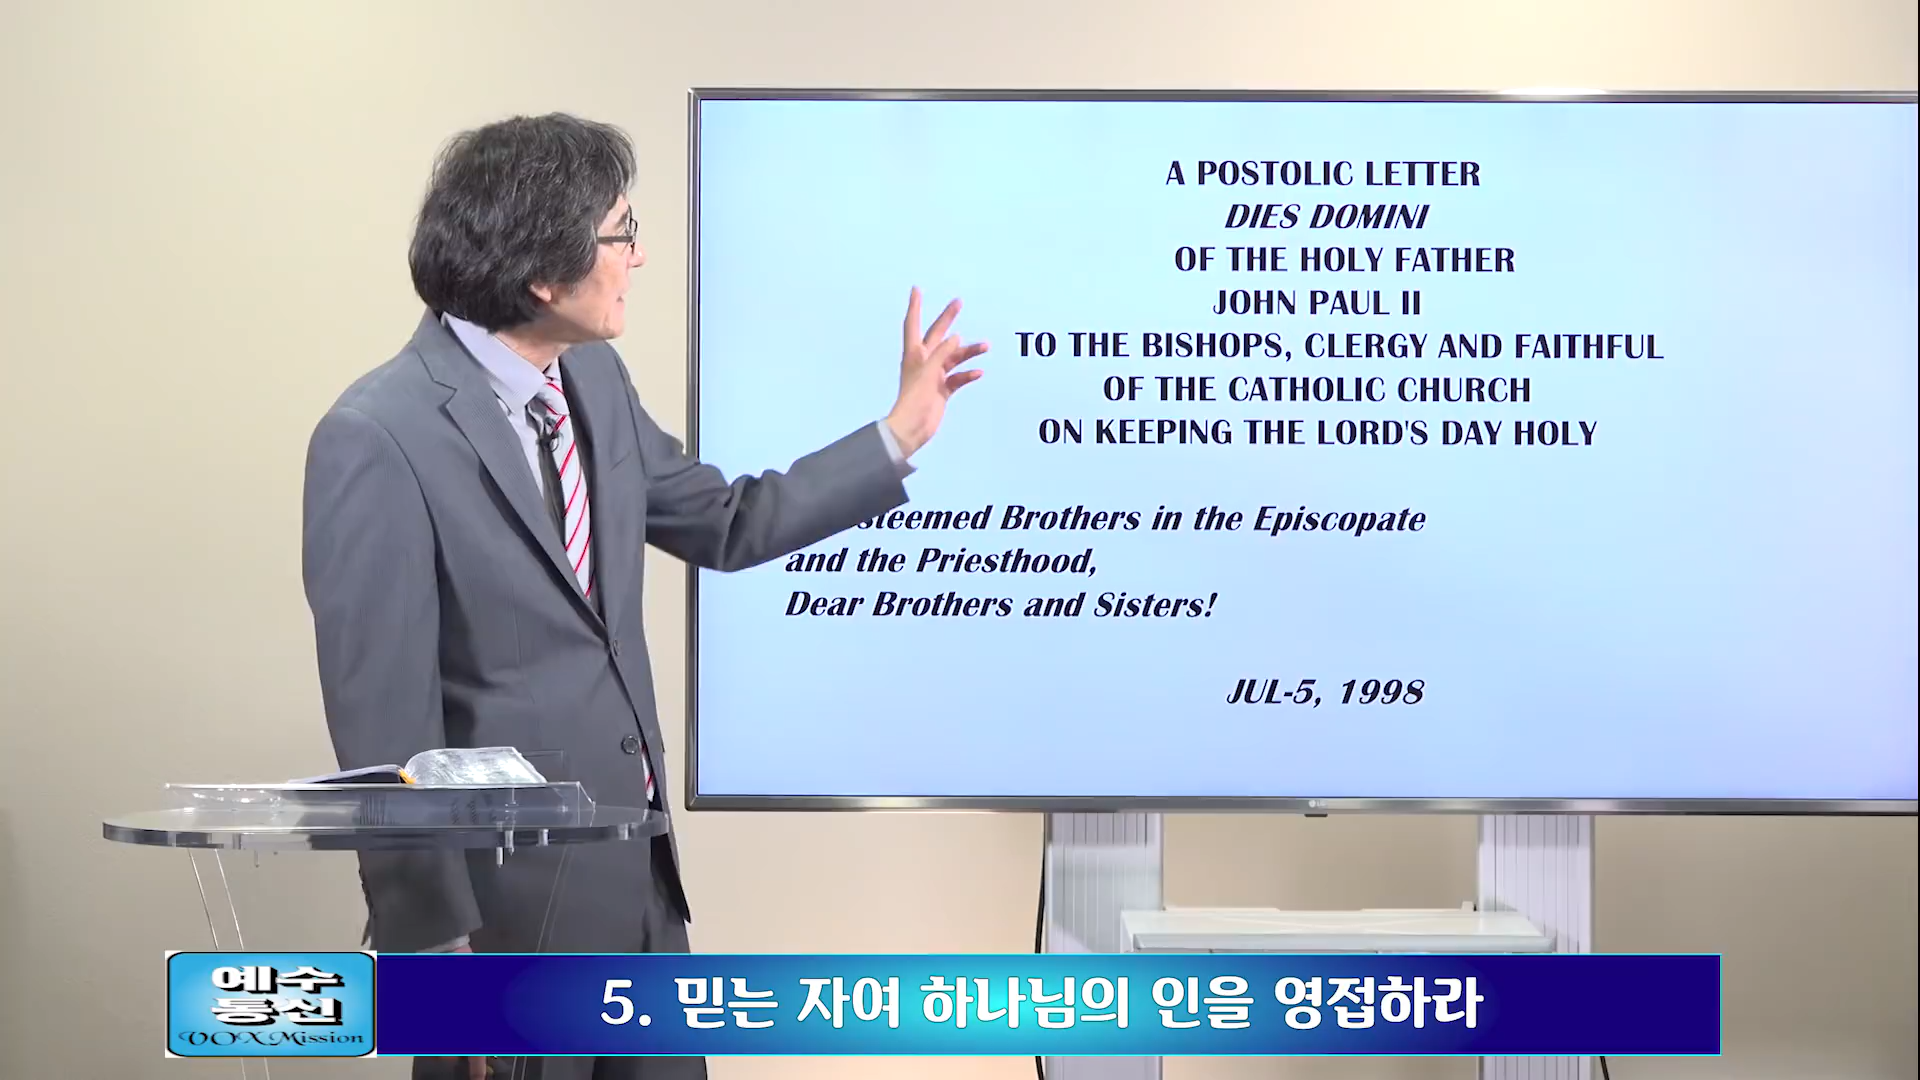 A POSTOLIC LETTER
DIES DOMINI
OF THE HOLY FATHER
JOHN PAUL II
TO THE BISHOPS, CLERGY AND FAITHFUL
OF THE CATHOLIC CHURCH
ON KEEPING THE LORD'S DAY HOLY
Brothers in the Episcopate
and the Priesthood,
Dear Brothers and Sisters!
JUL-5, 1998
LG
예수
통신
VOX Mission
5. 믿는 자여 하나님의 인을 영접하라